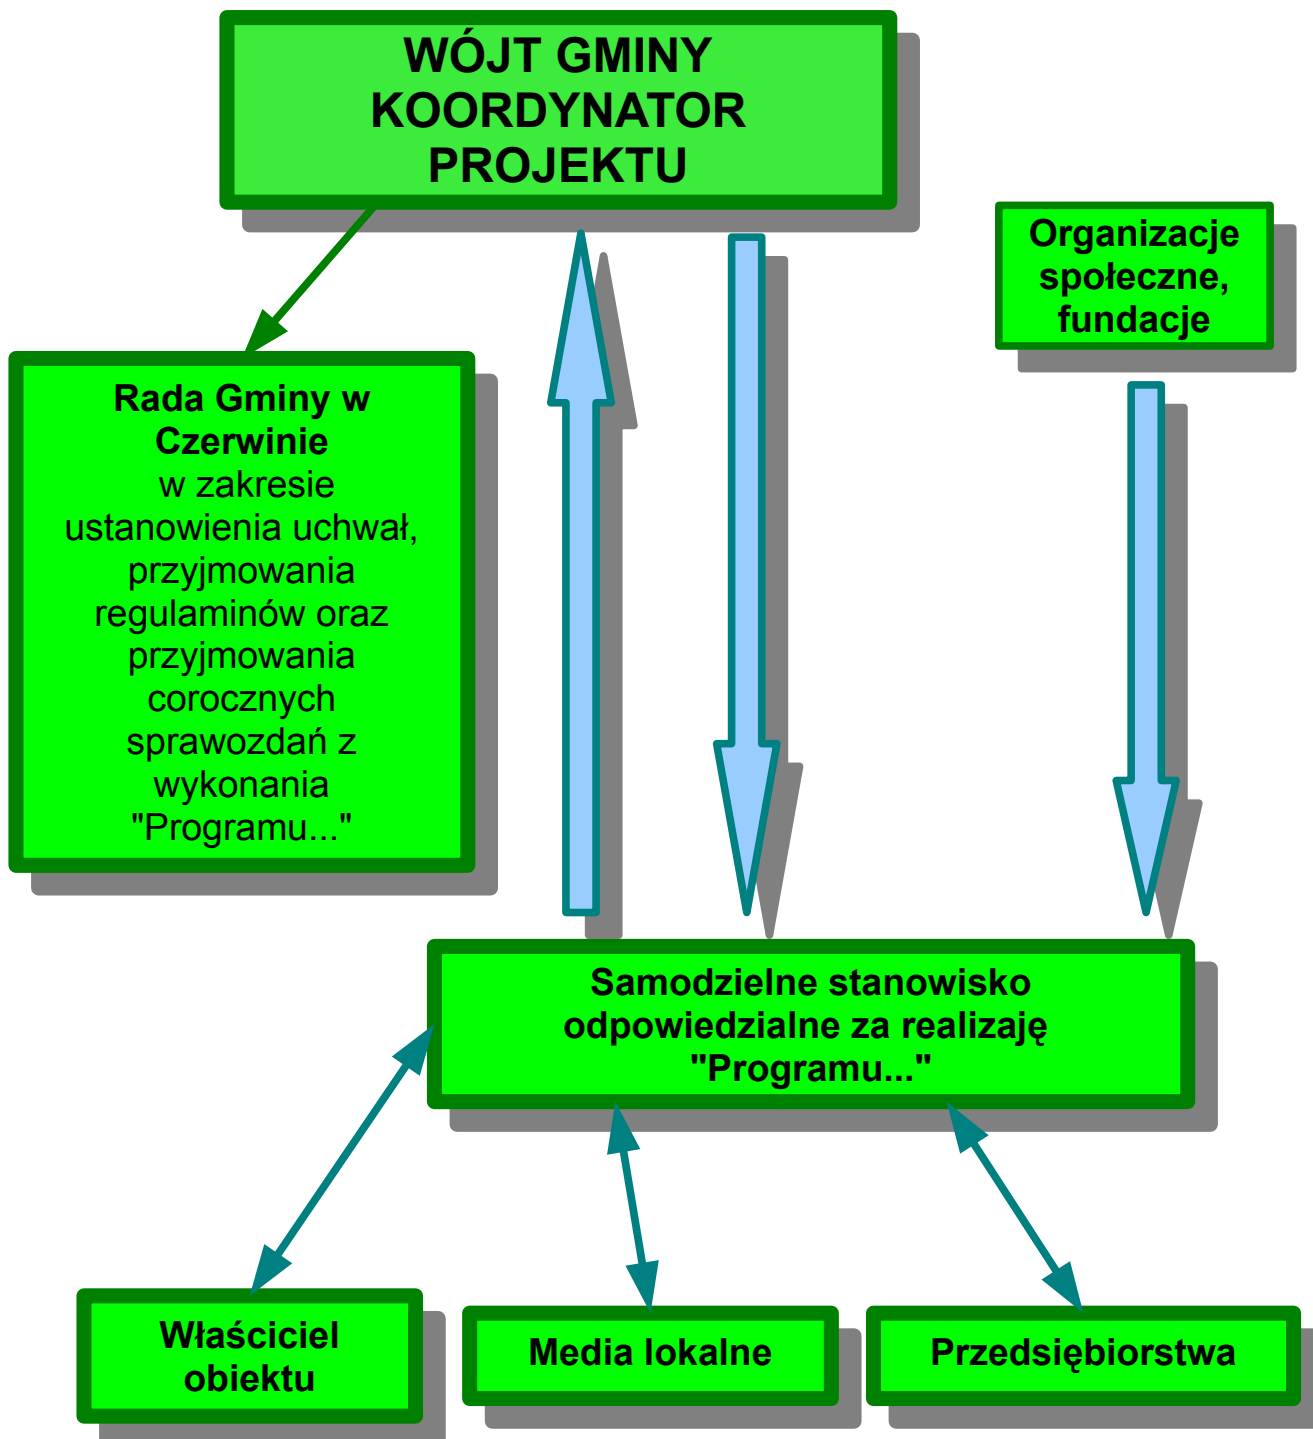 WÓJT GMINY
KOORDYNATOR
PROJEKTU
Organizacje
społeczne,
fundacje
Rada Gminy w
Czerwinie
w zakresie
ustanowienia uchwał,
przyjmowania
regulaminów oraz
przyjmowania
corocznych
sprawozdań z
wykonania
"Programu..."
Samodzielne stanowisko
odpowiedzialne za realizaję
"Programu..."
Właściciel
obiektu
Media lokalne
Przedsiębiorstwa